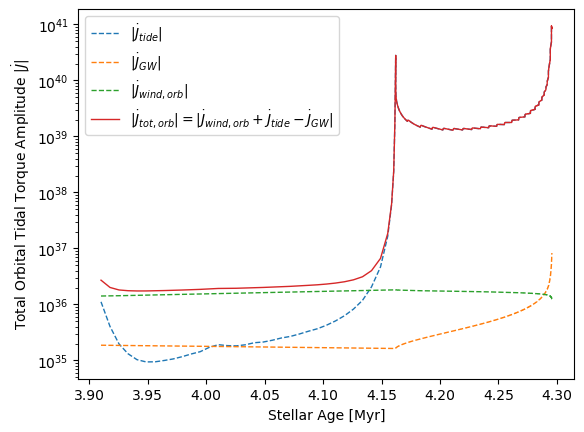 10^41
10^40
10^39
10^38
10^37
10^36
10^35
Total Orbital Tidal Torque Amplitude |J̇|
|J̇_tide|
|J̇_GW|
|J̇_wind,orb|
|J̇_tot,orb| = |J̇_wind,orb + J̇_tide − J̇_GW|
3.90 3.95 4.00 4.05 4.10 4.15 4.20 4.25 4.30
Stellar Age [Myr]